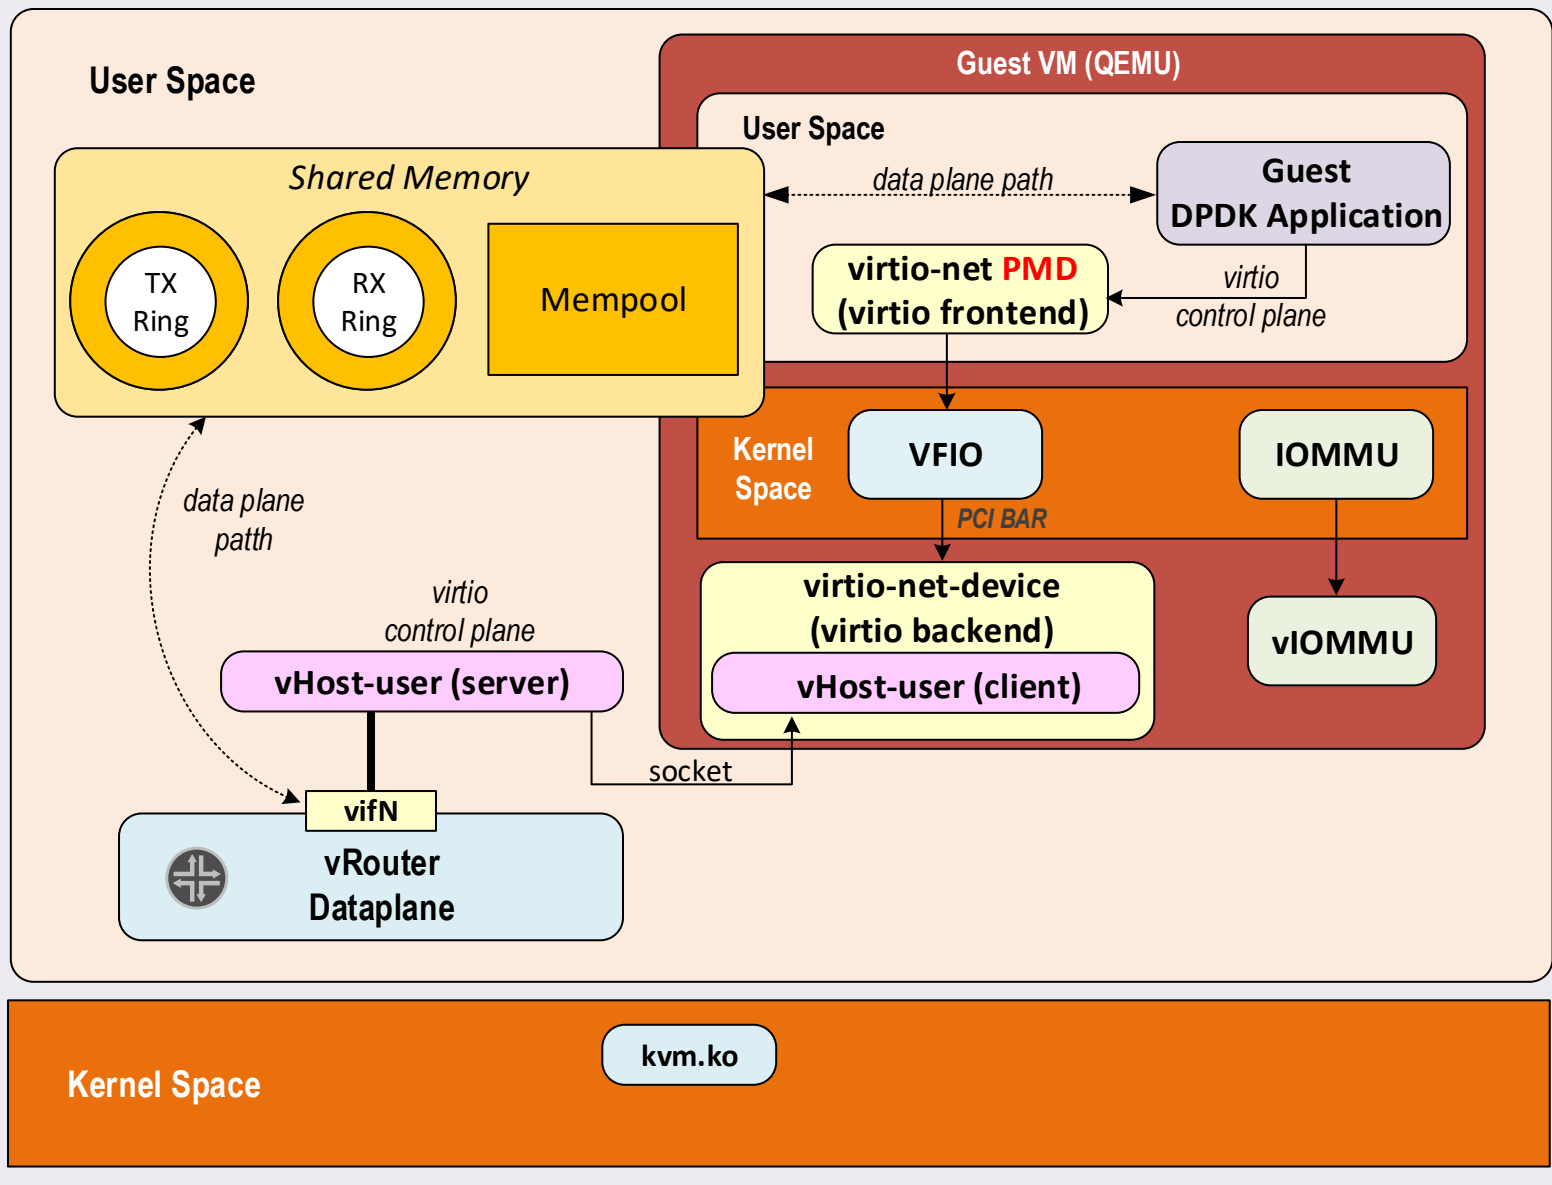 User Space
Guest VM (QEMU)
User Space
Shared Memory
TX
Ring
RX
Ring
Mempool
data plane path
Guest
DPDK Application
virtio-net PMD
(virtio frontend)
virtio
control plane
Kernel
Space
VFIO
IOMMU
PCI BAR
data plane
patth
virtio
control plane
virtio-net-device
(virtio backend)
vHost-user (client)
vIOMMU
vHost-user (server)
socket
vifN
vRouter
Dataplane
Kernel Space
kvm.ko